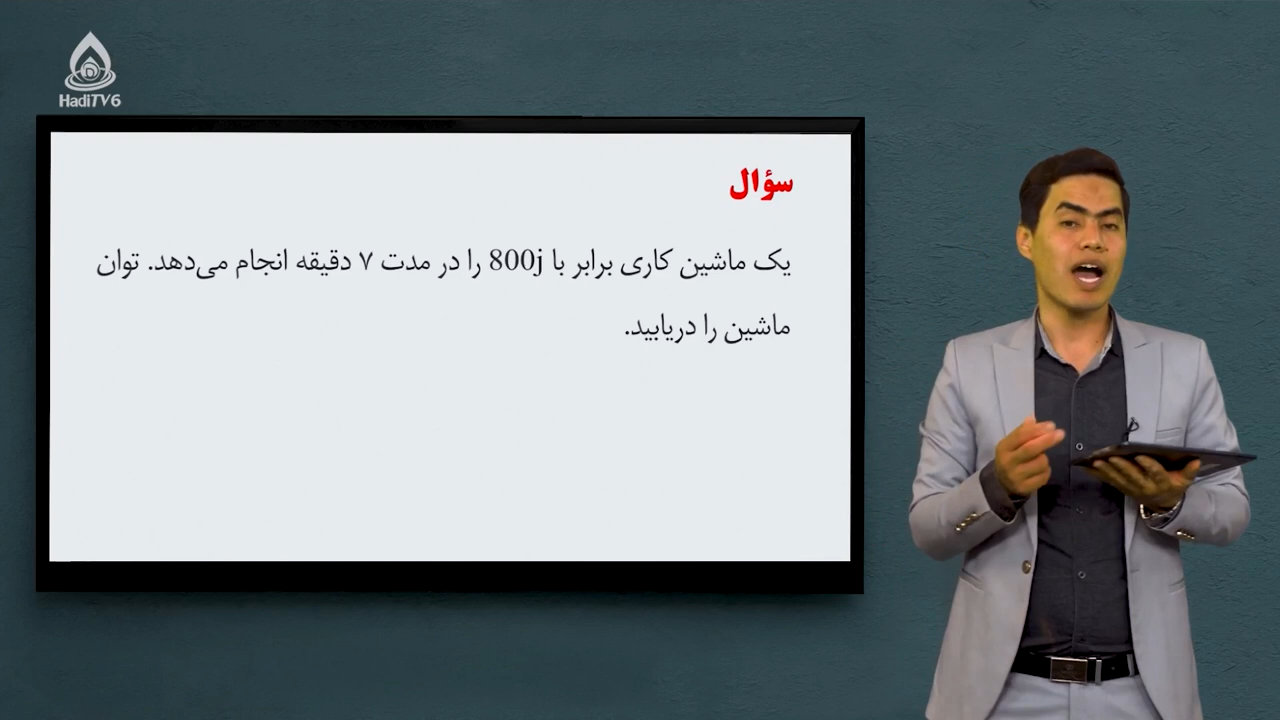 HadiTV6
سؤال
یک ماشین کاری برابر با 800j را در مدت ۷ دقیقه انجام می‌دهد. توان
ماشین را دریابید.